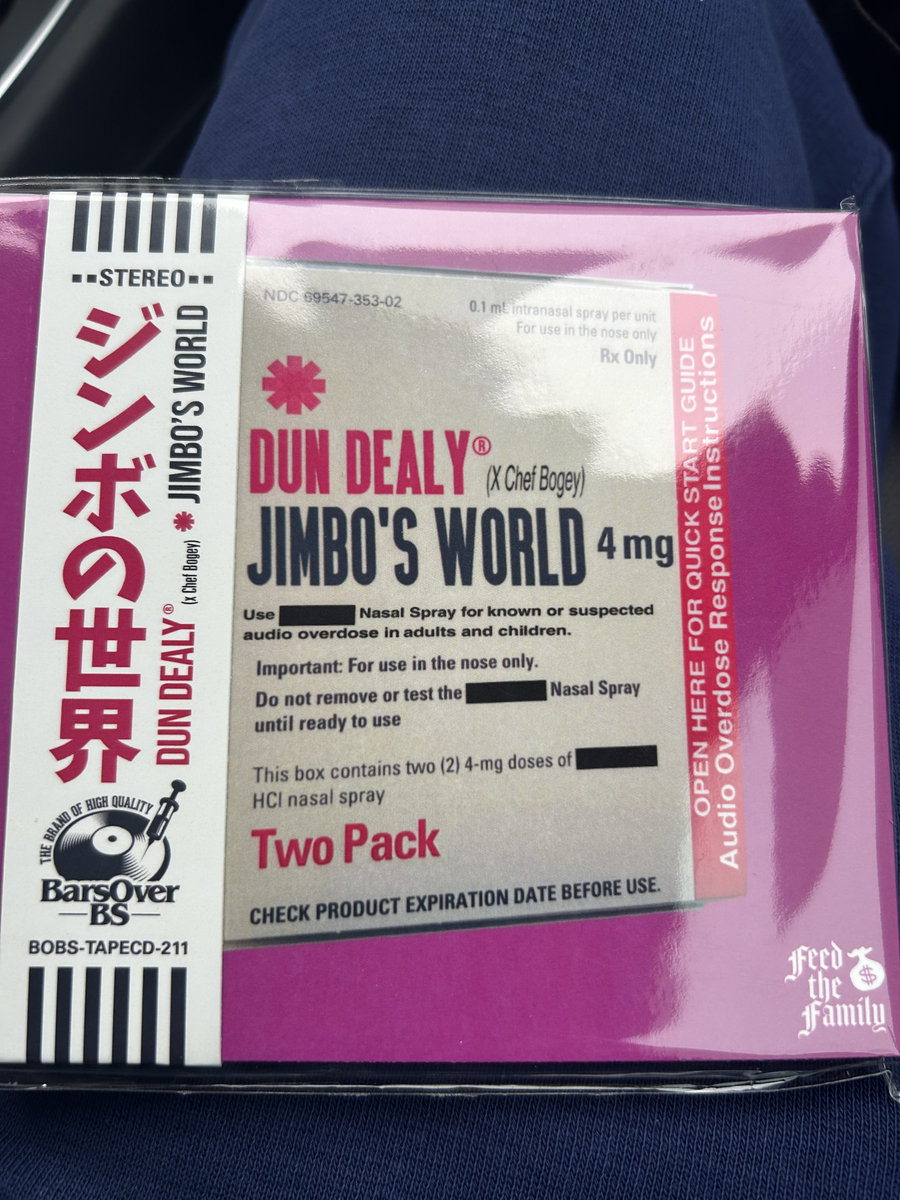 STEREO
ジンボの世界
DUN DEALY® (x Chef Bogey) * JIMBO'S WORLD
THE BRAND OF HIGH QUALITY
BarsOver
BS
BOBS-TAPECD-211
NDC 69547-353-02
0.1 mL intranasal spray per unit
For use in the nose only
Rx Only
DUN DEALY® (X Chef Bogey)
JIMBO'S WORLD 4 mg
Use Nasal Spray for known or suspected
audio overdose in adults and children.
Important: For use in the nose only.
Do not remove or test the Nasal Spray
until ready to use
This box contains two (2) 4-mg doses of
HCl nasal spray
Two Pack
CHECK PRODUCT EXPIRATION DATE BEFORE USE.
OPEN HERE FOR QUICK START GUIDE
Audio Overdose Response Instructions
Feed
the
Family